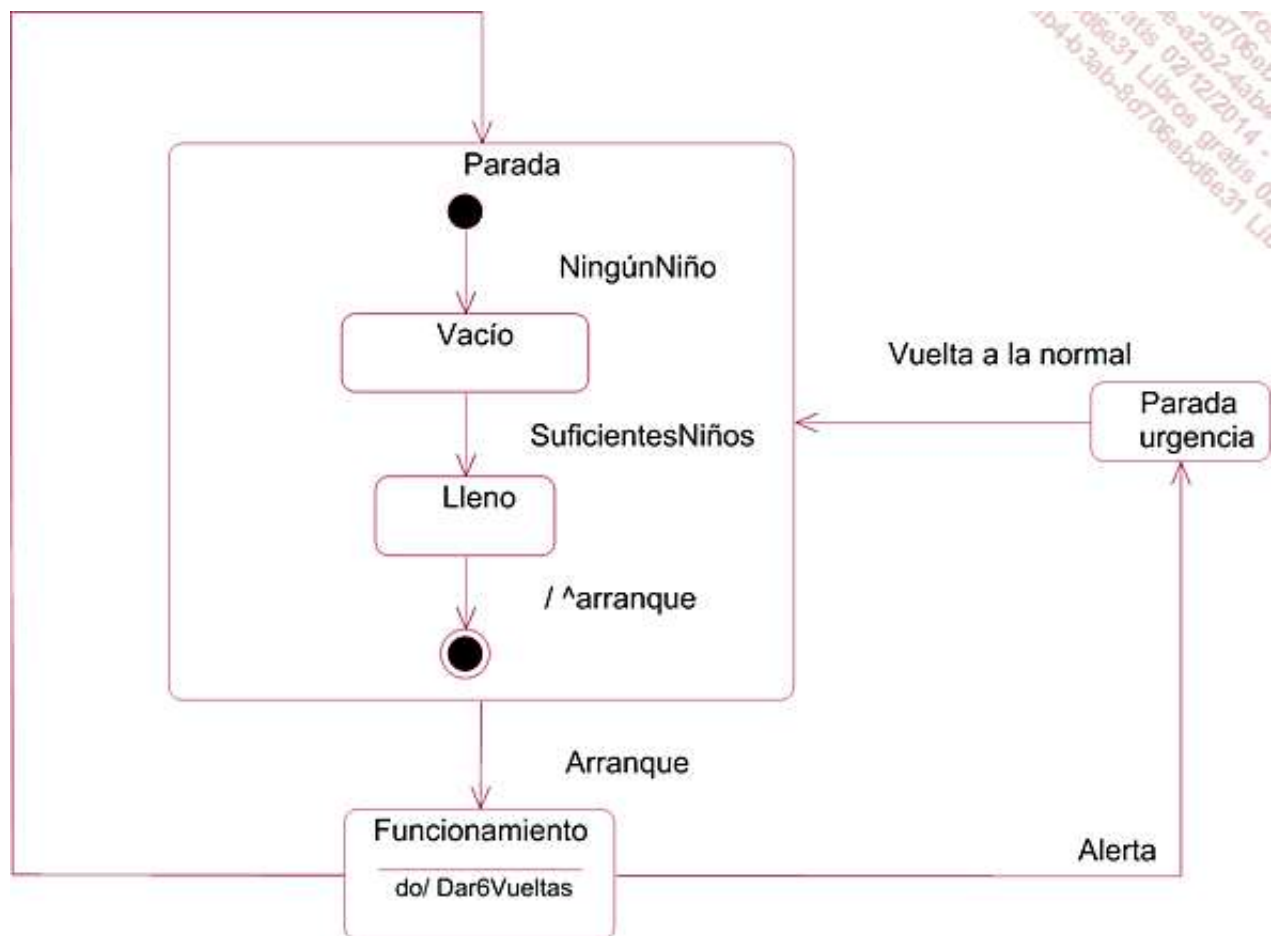 Parada
NingúnNiño
Vacío
Vuelta a la normal
Parada
urgencia
SuficientesNiños
Lleno
/ ^arranque
Arranque
Funcionamiento
do/ Dar6Vueltas
Alerta